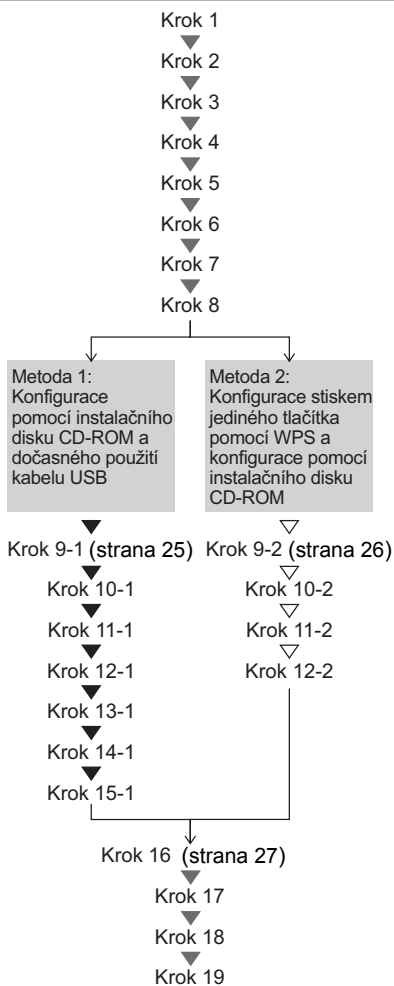 Krok 1
Krok 2
Krok 3
Krok 4
Krok 5
Krok 6
Krok 7
Krok 8
Metoda 1:
Konfigurace
pomocí instalačního
disku CD-ROM a
dočasného použití
kabelu USB
Metoda 2:
Konfigurace stiskem
jediného tlačítka
pomocí WPS a
konfigurace pomocí
instalačního disku
CD-ROM
Krok 9-1 (strana 25)
Krok 10-1
Krok 11-1
Krok 12-1
Krok 13-1
Krok 14-1
Krok 15-1
Krok 9-2 (strana 26)
Krok 10-2
Krok 11-2
Krok 12-2
Krok 16 (strana 27)
Krok 17
Krok 18
Krok 19